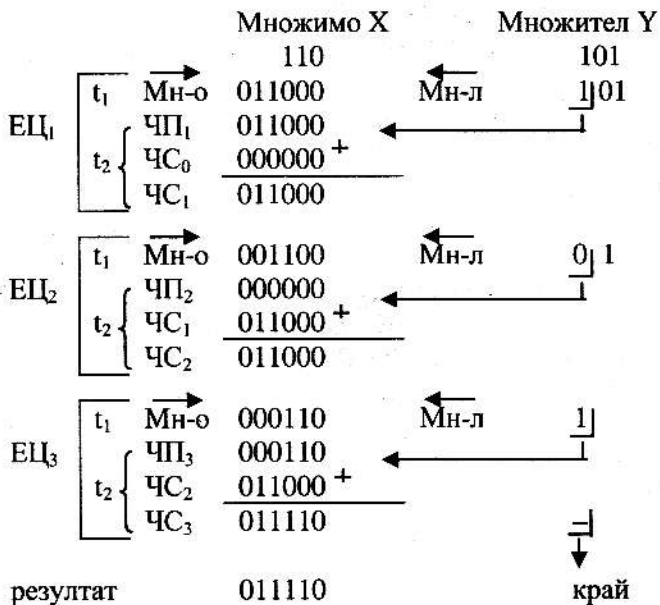 Множимо X Множител Y
110 101
t₁ Мн-о 011000 Мн-л 1 01
ЕЦ₁ ЧП₁ 011000
t₂ ЧС₀ 000000 +
ЧС₁ 011000
t₁ Мн-о 001100 Мн-л 0 1
ЕЦ₂ ЧП₂ 000000
t₂ ЧС₁ 011000 +
ЧС₂ 011000
t₁ Мн-о 000110 Мн-л 1
ЕЦ₃ ЧП₃ 000110
t₂ ЧС₂ 011000 +
ЧС₃ 011110 –
резултат 011110 край